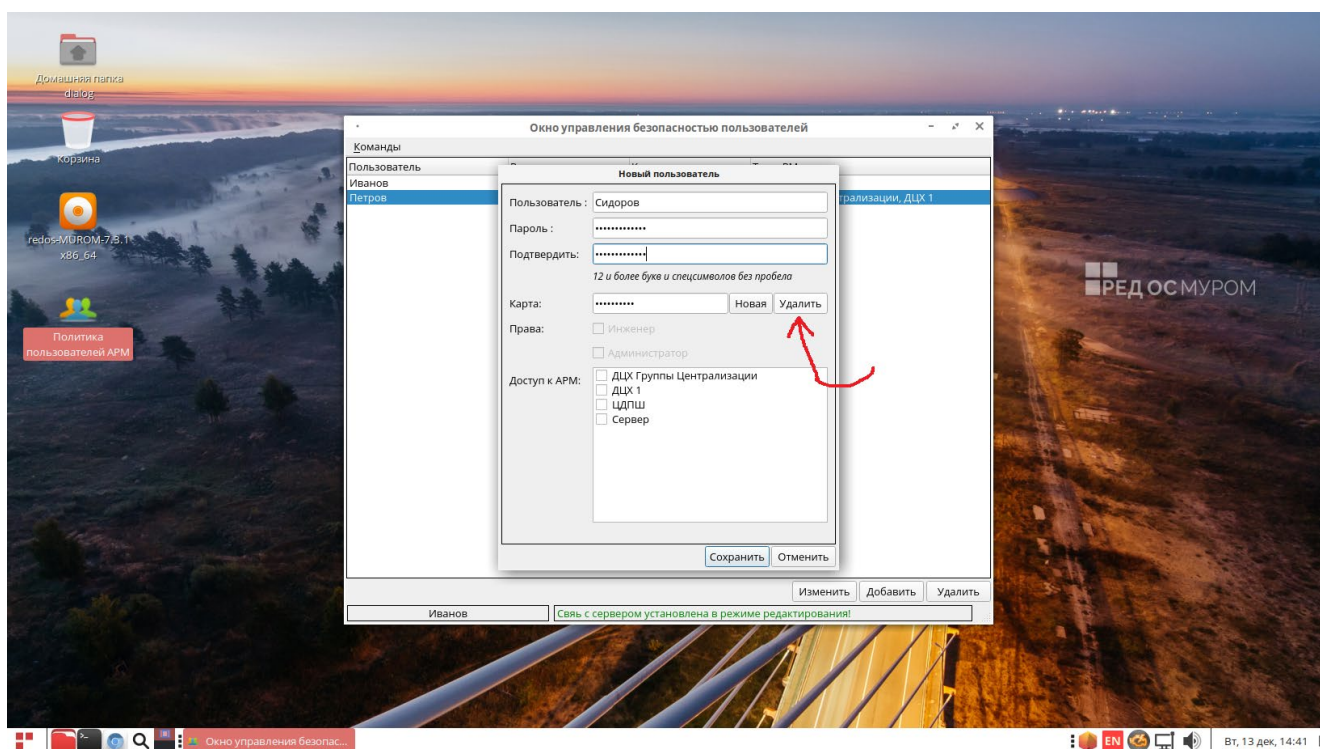 Домашняя папка
dialog
Корзина
redos-MUROM-7.3.1
x86_64
Политика
пользователей АРМ
Окно управления безопасностью пользователей
Команды
Пользователь
Иванов
Петров
трализации, ДЦХ 1
Новый пользователь
Пользователь : Сидоров
Пароль : •••••••••••••
Подтвердить: •••••••••••••
12 и более букв и спецсимволов без пробела
Карта: •••••••••• Новая Удалить
Права: Инженер
Администратор
Доступ к АРМ: ДЦХ Группы Централизации
ДЦХ 1
ЦДПШ
Сервер
Сохранить Отменить
Изменить Добавить Удалить
Иванов Свяь с сервером установлена в режиме редактирования!
РЕД ОС МУРОМ
Окно управления безопас...
EN Вт, 13 дек, 14:41